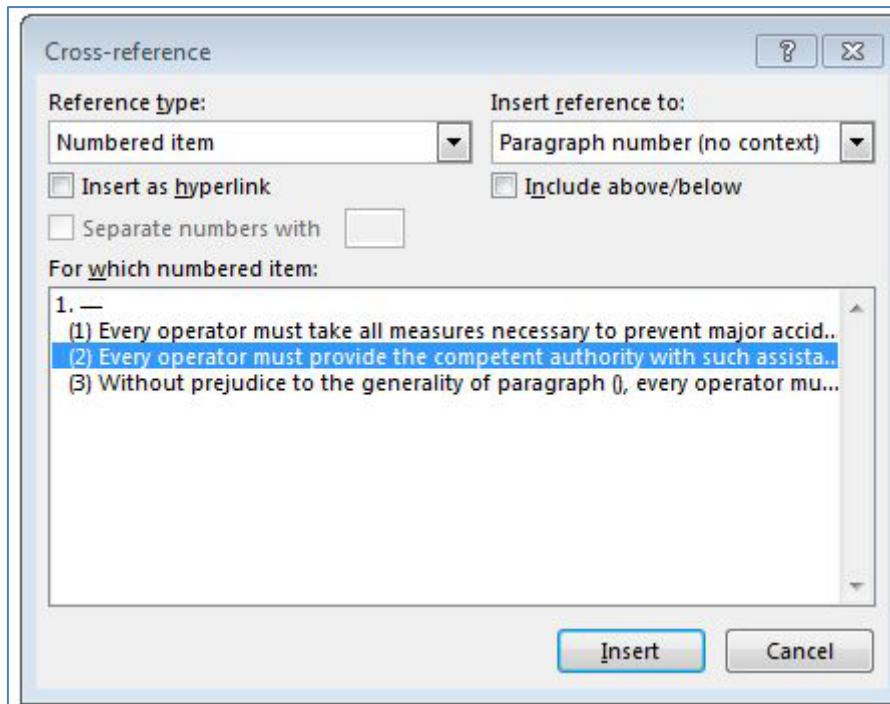 Cross-reference
Reference type:
Insert reference to:
Numbered item
Paragraph number (no context)
Insert as hyperlink
Include above/below
Separate numbers with
For which numbered item:
1. —
(1) Every operator must take all measures necessary to prevent major accid...
(2) Every operator must provide the competent authority with such assista...
(3) Without prejudice to the generality of paragraph (), every operator mu...
Insert
Cancel